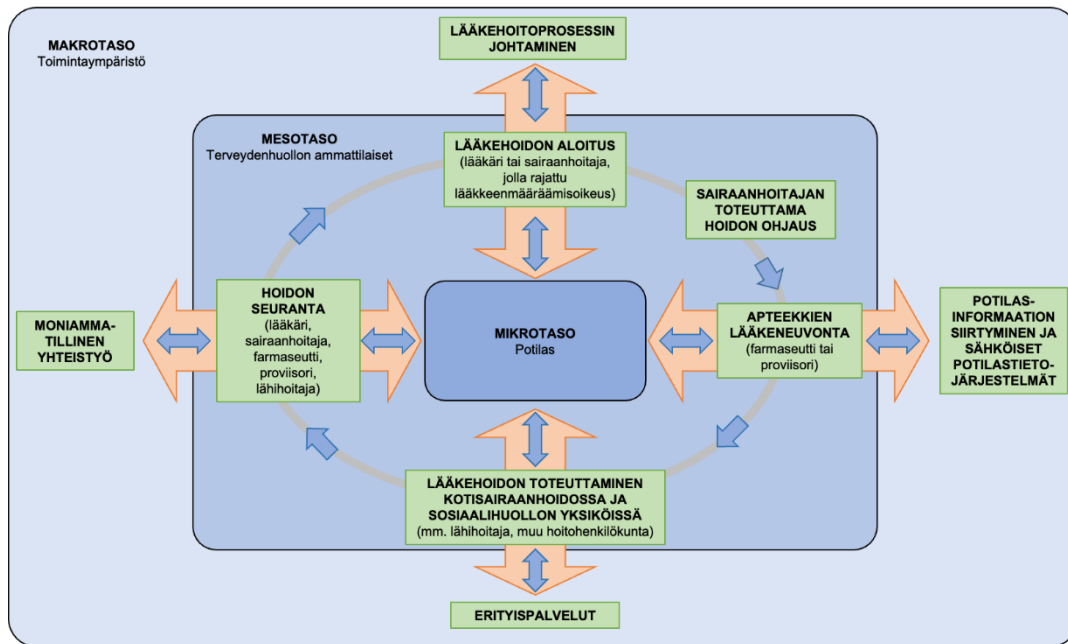 LÄÄKEHOITOPROSESSIN
JOHTAMINEN
MAKROTASO
Toimintaympäristö
MESOTASO
Terveydenhuollon ammattilaiset
LÄÄKEHOIDON ALOITUS
(lääkäri tai sairaanhoitaja,
jolla rajattu
lääkkeenmääräämisoikeus)
SAIRAANHOITAJAN
TOTEUTTAMA
HOIDON OHJAUS
MONIAMMA-
TILLINEN
YHTEISTYÖ
HOIDON
SEURANTA
(lääkäri,
sairaanhoitaja,
farmaseutti,
proviisori,
lähihoitaja)
MIKROTASO
Potilas
APTEEKKIEN
LÄÄKENEUVONTA
(farmaseutti tai
proviisori)
POTILAS-
INFORMAATION
SIIRTYMINEN JA
SÄHKÖISET
POTILASTIETO-
JÄRJESTELMÄT
LÄÄKEHOIDON TOTEUTTAMINEN
KOTISAIRAANHOIDOSSA JA
SOSIAALIHUOLLON YKSIKÖISSÄ
(mm. lähihoitaja, muu hoitohenkilökunta)
ERITYISPALVELUT